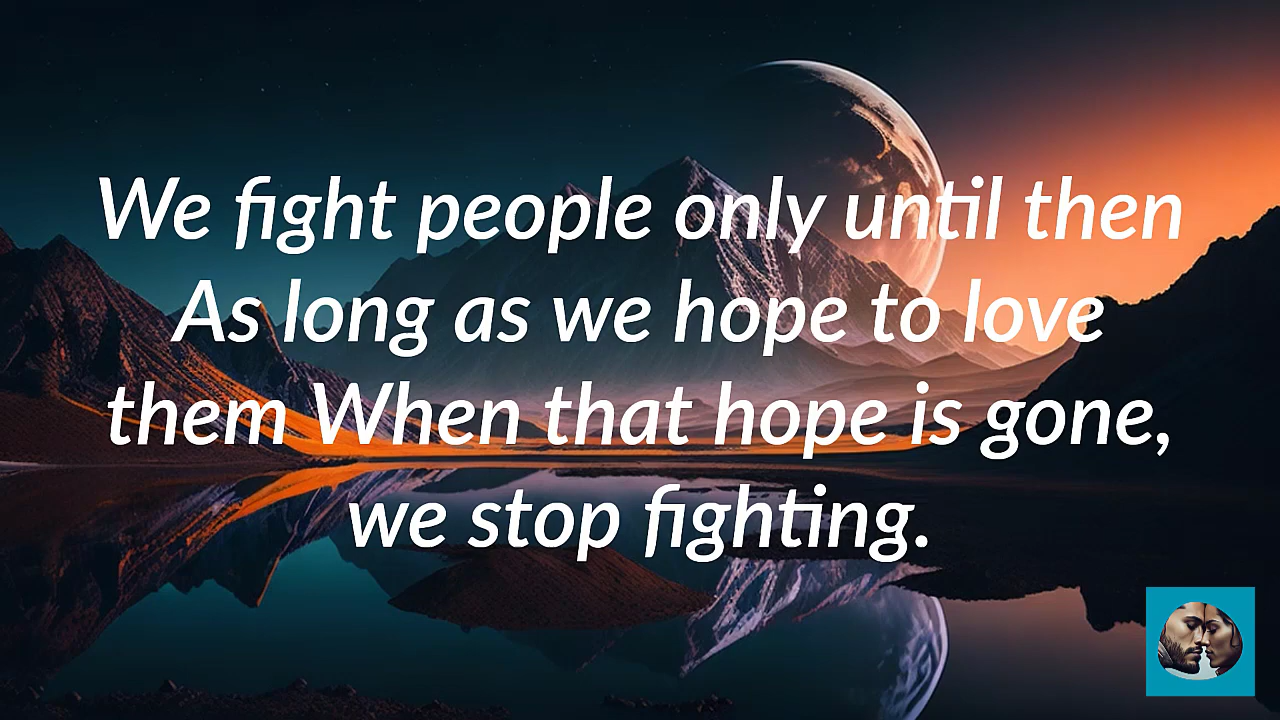 We fight people only until then
As long as we hope to love
them When that hope is gone,
we stop fighting.